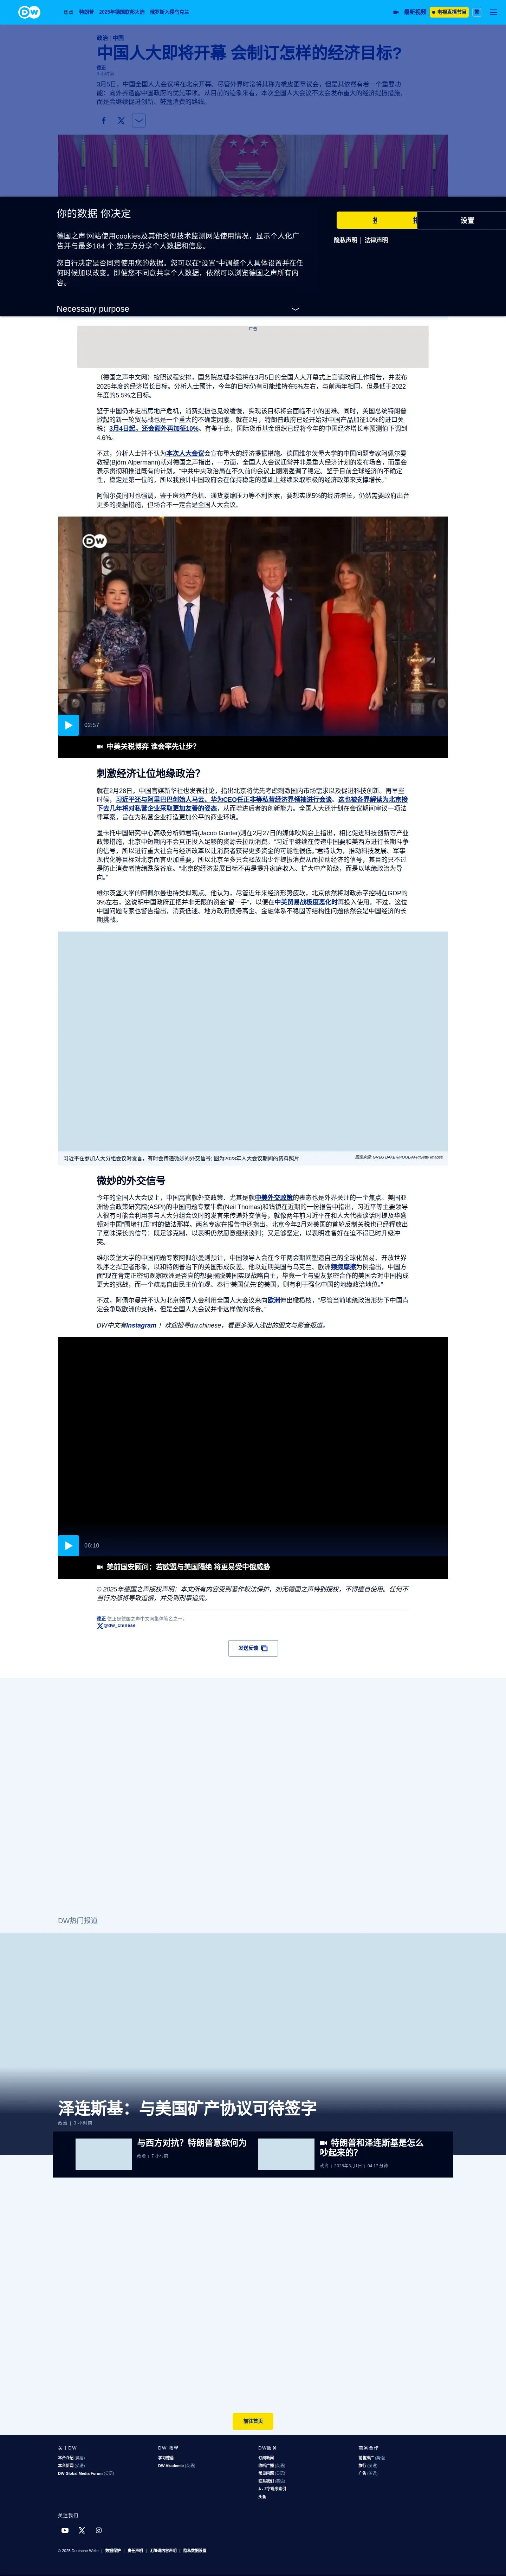 DW
焦点 特朗普 2025年德国联邦大选 俄罗斯入侵乌克兰
最新视频 电视直播节目
政治 | 中国
中国人大即将开幕 会制订怎样的经济目标?
德正
3月5日，中国全国人大会议将在北京开幕。尽管外界时常将其称为橡皮图章议会，但是其依然有着一个重要功能：向外界透露中国政府的优先事项。从目前的迹象来看，本次全国人大会议不太会发布重大的经济提振措施，而是会继续促进创新、鼓励消费的路线。
你的数据 你决定
德国之声网站使用cookies及其他类似技术监测网站使用情况，显示个人化广告并与最多184 个;第三方分享个人数据和信息。
您自行决定是否同意使用您的数据。您可以在“设置”中调整个人具体设置并在任何时候加以改变。即便您不同意共享个人数据，依然可以浏览德国之声所有内容。
设置
隐私声明 | 法律声明
Necessary purpose
广告
（德国之声中文网）按照议程安排，国务院总理李强将在3月5日的全国人大开幕式上宣读政府工作报告，并发布2025年度的经济增长目标。分析人士预计，今年的目标仍有可能维持在5%左右，与前两年相同，但是低于2022年度的5.5%之目标。
鉴于中国仍未走出房地产危机，消费提振也见效缓慢，实现该目标将会面临不小的困难。同时，美国总统特朗普掀起的新一轮贸易战也是一个重大的不确定因素。就在2月，特朗普政府已经开始对中国产品加征10%的进口关税；3月4日起，还会额外再加征10%。有鉴于此，国际货币基金组织已经将今年的中国经济增长率预测值下调到4.6%。
不过，分析人士并不认为本次人大会议会宣布重大的经济提振措施。德国维尔茨堡大学的中国问题专家阿尔曼教授(Björn Alpermann)就对德国之声指出，一方面，全国人大会议通常并非是重大经济计划的发布场合，而是会表示贯彻和推进既有的计划。“中共中央政治局在不久前的会议上刚刚强调了稳定。面对当下全球经济的不确定性，稳定是第一位的。所以我预计中国政府会在保持稳定的基础上继续采取积极的经济政策来支撑增长。”
阿佩尔曼同时也强调，鉴于房地产危机、通货紧缩压力等不利因素，要想实现5%的经济增长，仍然需要政府出台更多的提振措施，但场合不一定会是全国人大会议。
DW
02:57
中美关税博弈 谁会率先让步?
刺激经济让位地缘政治?
就在2月28日，中国官媒新华社也发表社论，指出北京将优先考虑刺激国内市场需求以及促进科技创新。再早些时候，习近平还与阿里巴巴创始人马云、华为CEO任正非等私营经济界领袖进行会谈。这也被各界解读为北京接下去几年将对私营企业采取更加友善的姿态，从而增进外资对中国的信心。全国人大还计划在会议期间审议一项法律草案，旨在为私营企业打造更加公平的商业环境。
墨卡托中国研究中心高级分析师君特(Jacob Gunter)则在2月27日的媒体吹风会上指出，相比促进科技创新等产业政策措施，北京中短期内不会真正投入足够的资源去拉动消费。“习近平继续在传递中国要和美西方进行长期斗争的信号，所以进行重大社会与经济改革以让消费者获得更多资金的可能性很低。”君特认为，推动科技发展、军事现代化等目标对北京而言更加重要，所以北京至多只会释放出少许提振消费从而拉动经济的信号，其目的只不过是防止消费者情绪跌落谷底。“北京的经济发展目标不再是提升家庭收入、扩大中产阶级，而是以地缘政治为导向。”
维尔茨堡大学的阿佩尔曼也持类似观点。他认为，尽管近年来经济形势疲软，北京依然将财政赤字控制在GDP的3%左右，这说明中国政府正把并非无限的资金“留一手”，以便在中美贸易战极度恶化时再投入使用。不过，这位中国问题专家也警告指出，消费低迷、地方政府债务高企、金融体系不稳固等结构性问题依然会是中国经济的长期挑战。
习近平在参加人大分组会议时发言，有时会传递微妙的外交信号; 图为2023年人大会议期间的资料照片
图像来源: GREG BAKER/POOL/AFP/Getty Images
微妙的外交信号
今年的全国人大会议上，中国高官就外交政策、尤其是就中美外交政策的表态也是外界关注的一个焦点。美国亚洲协会政策研究院(ASPI)的中国问题专家牛犇(Neil Thomas)和钱镇在近期的一份报告中指出，习近平等主要领导人很有可能会利用参与人大分组会议的时候对外传递外交信号，就像两年前习近平在和人大代表谈话时提及华盛顿对中国“围堵打压”时的做法那样。两名专家在报告中还指出，北京今年2月对美国的首轮反制关税也已经释放出了意味深长的信号：既足够克制，以表明仍然愿意继续谈判；又足够坚定，以表明准备好在迫不得已时升级冲突。
维尔茨堡大学的中国问题专家阿佩尔曼则预计，中国领导人会在今年两会期间塑造自己的全球化贸易、开放世界秩序之捍卫者形象，以和特朗普治下的美国形成反差。他以近期美国与乌克兰、欧洲频频摩擦为例指出，中国方面“现在肯定正密切观察欧洲是否真的想要摆脱美国实现战略自主，毕竟一个与盟友紧密合作的美国会对中国构成更大的挑战，而一个疏离自由民主价值观、奉行‘美国优先’的美国，则有利于强化中国的地缘政治地位。”
不过，阿佩尔曼并不认为北京领导人会利用全国人大会议来向欧洲伸出橄榄枝，“尽管当前地缘政治形势下中国肯定会争取欧洲的支持，但是全国人大会议并非这样做的场合。”
DW中文有Instagram ！欢迎搜寻dw.chinese，看更多深入浅出的图文与影音报道。
06:10
美前国安顾问：若欧盟与美国隔绝 将更易受中俄威胁
© 2025年德国之声版权声明：本文所有内容受到著作权法保护，如无德国之声特别授权，不得擅自使用。任何不当行为都将导致追偿，并受到刑事追究。
德正 德正是德国之声中文网集体笔名之一。
@dw_chinese
发送反馈
DW热门报道
泽连斯基：与美国矿产协议可待签字
政治 | 3 小时前
与西方对抗? 特朗普意欲何为
政治 | 7 小时前
特朗普和泽连斯基是怎么吵起来的?
政治 | 2025年3月1日 | 04:17 分钟
前往首页
关于DW
本台介绍 (英语)
本台新闻 (英语)
DW Global Media Forum (英语)
DW 教学
学习德语
DW Akademie (英语)
DW服务
订阅新闻
收听广播 (英语)
常见问题 (英语)
联系我们 (英语)
A - Z字母序索引
头条
商务合作
销售推广 (英语)
旅行 (英语)
广告 (英语)
关注我们
© 2025 Deutsche Welle | 数据保护 | 责任声明 | 无障碍内容声明 | 隐私数据设置